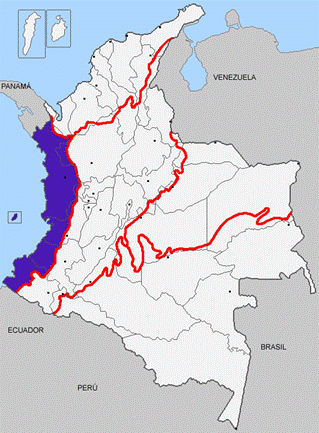 PANAMÁ
VENEZUELA
ECUADOR
BRASIL
PERÚ